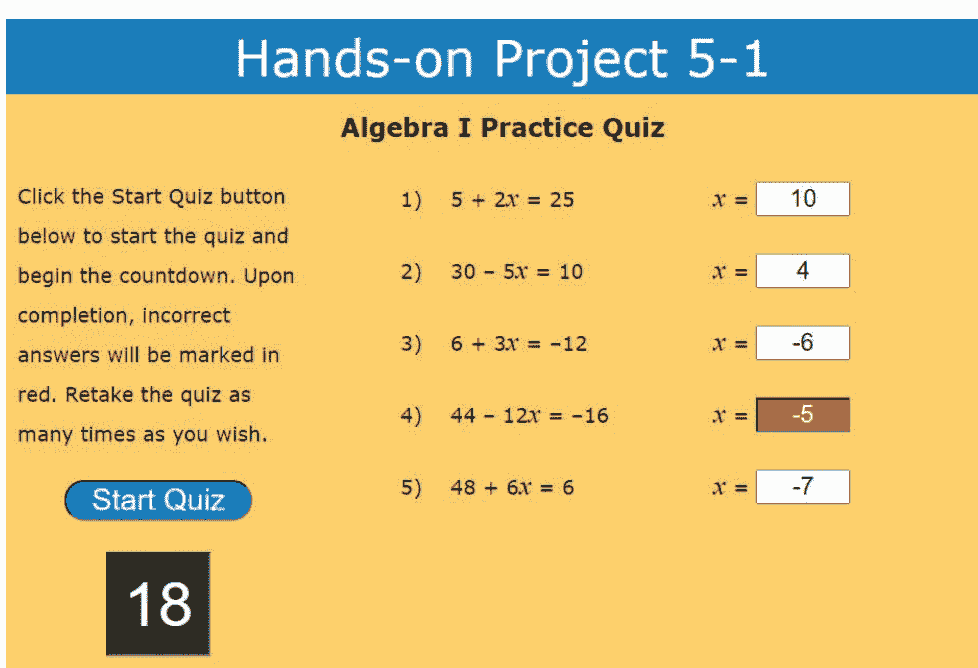 Hands-on Project 5-1
Algebra I Practice Quiz
Click the Start Quiz button
below to start the quiz and
begin the countdown. Upon
completion, incorrect
answers will be marked in
red. Retake the quiz as
many times as you wish.
Start Quiz
18
1) 5 + 2x = 25 x = 10
2) 30 – 5x = 10 x = 4
3) 6 + 3x = –12 x = -6
4) 44 – 12x = –16 x = -5
5) 48 + 6x = 6 x = -7